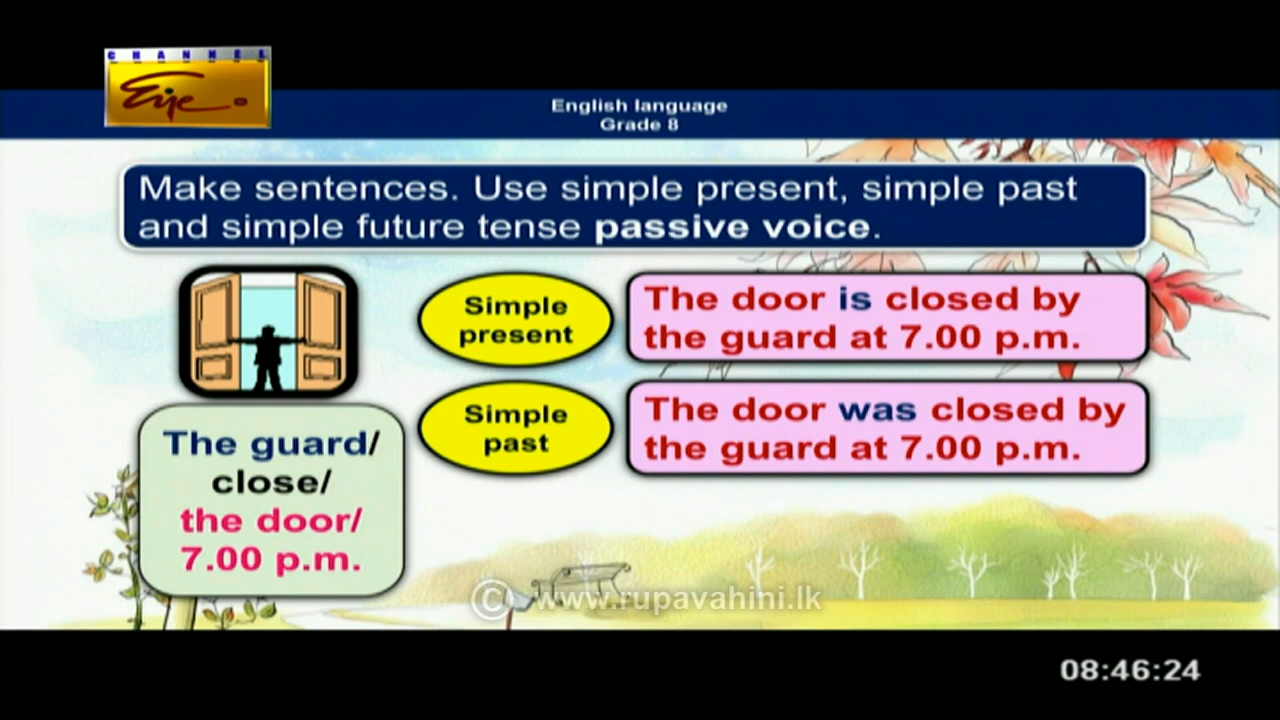 CHANNEL
Eye
English language
Grade 8
Make sentences. Use simple present, simple past
and simple future tense passive voice.
Simple
present
The door is closed by
the guard at 7.00 p.m.
Simple
past
The door was closed by
the guard at 7.00 p.m.
The guard/
close/
the door/
7.00 p.m.
© www.rupavahini.lk
08:46:24